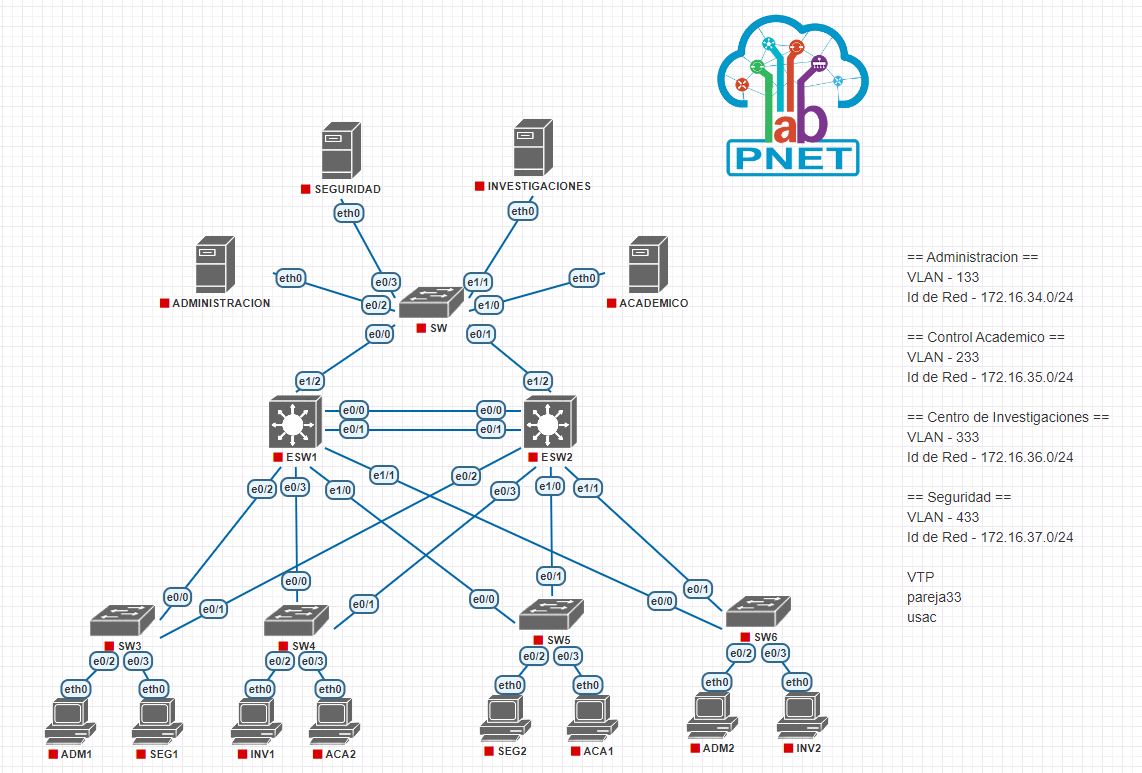 lab
PNET
SEGURIDAD
INVESTIGACIONES
eth0
eth0
ADMINISTRACION
eth0
e0/3
e1/1
eth0
ACADEMICO
e0/2
e1/0
SW
e0/0
e0/1
e1/2
e1/2
e0/0
e0/0
e0/1
e0/1
ESW1
ESW2
e0/2
e0/3
e1/0
e1/1
e0/2
e0/3
e1/0
e1/1
e0/0
e0/1
e0/0
e0/1
e0/0
e0/1
e0/0
e0/1
SW3
SW4
SW5
SW6
e0/2
e0/3
e0/2
e0/3
e0/2
e0/3
e0/2
e0/3
eth0
eth0
eth0
eth0
eth0
eth0
eth0
eth0
ADM1
SEG1
INV1
ACA2
SEG2
ACA1
ADM2
INV2
== Administracion ==
VLAN - 133
Id de Red - 172.16.34.0/24
== Control Academico ==
VLAN - 233
Id de Red - 172.16.35.0/24
== Centro de Investigaciones ==
VLAN - 333
Id de Red - 172.16.36.0/24
== Seguridad ==
VLAN - 433
Id de Red - 172.16.37.0/24
VTP
pareja33
usac